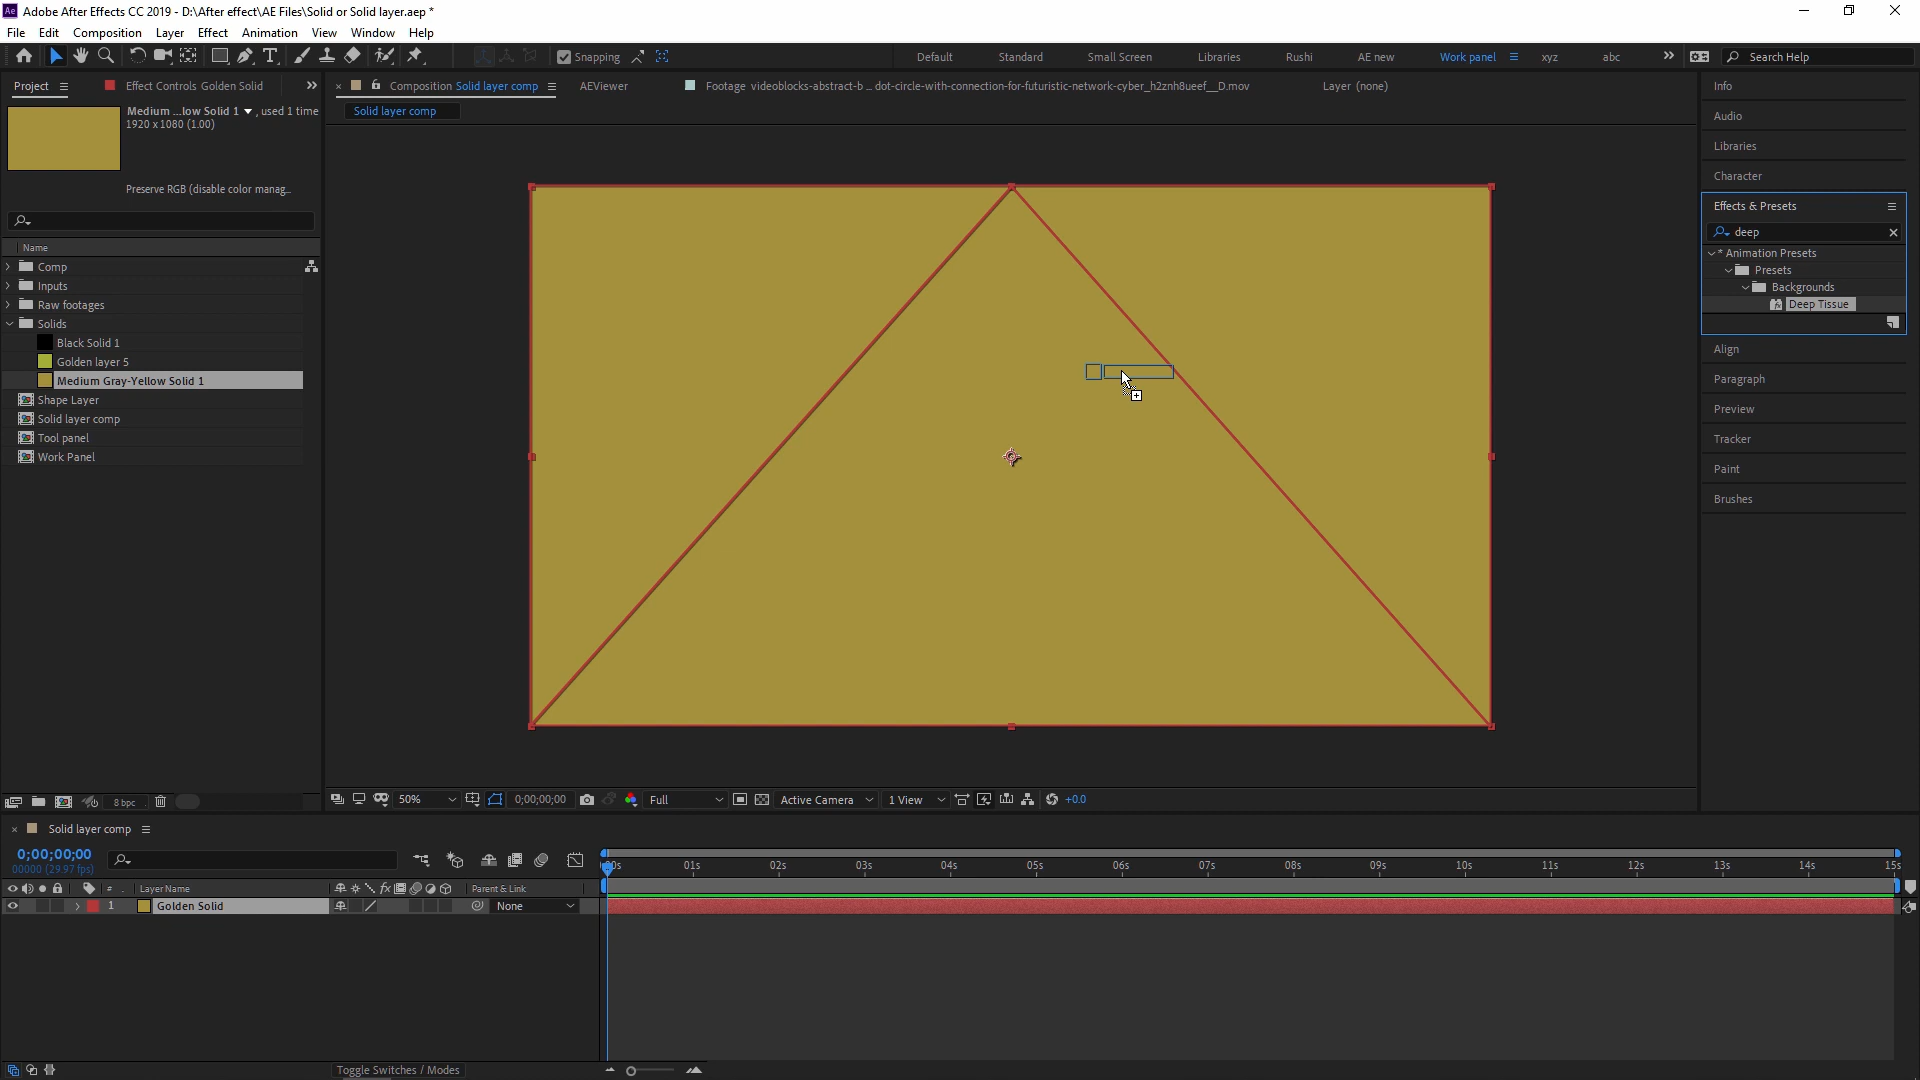 Adobe After Effects CC 2019 - D:\After effect\AE Files\Solid or Solid layer.aep *
File Edit Composition Layer Effect Animation View Window Help
Snapping
Default Standard Small Screen Libraries Rushi AE new Work panel xyz abc Search Help
Project Effect Controls Golden Solid
Composition Solid layer comp AEViewer Footage videoblocks-abstract-b ... dot-circle-with-connection-for-futuristic-network-cyber_h2znh8ueef__D.mov Layer (none)
Solid layer comp
Medium ...low Solid 1 , used 1 time
1920 x 1080 (1.00)
Preserve RGB (disable color manag...
Name
Comp
Inputs
Raw footages
Solids
Black Solid 1
Golden layer 5
Medium Gray-Yellow Solid 1
Shape Layer
Solid layer comp
Tool panel
Work Panel
8 bpc
50% 0;00;00;00 Full Active Camera 1 View +0.0
Info
Audio
Libraries
Character
Effects & Presets
deep
* Animation Presets
Presets
Backgrounds
Deep Tissue
Align
Paragraph
Preview
Tracker
Paint
Brushes
Solid layer comp
0;00;00;00
00000 (29.97 fps)
:00s 01s 02s 03s 04s 05s 06s 07s 08s 09s 10s 11s 12s 13s 14s 15s
# Layer Name Parent & Link
1 Golden Solid None
Toggle Switches / Modes